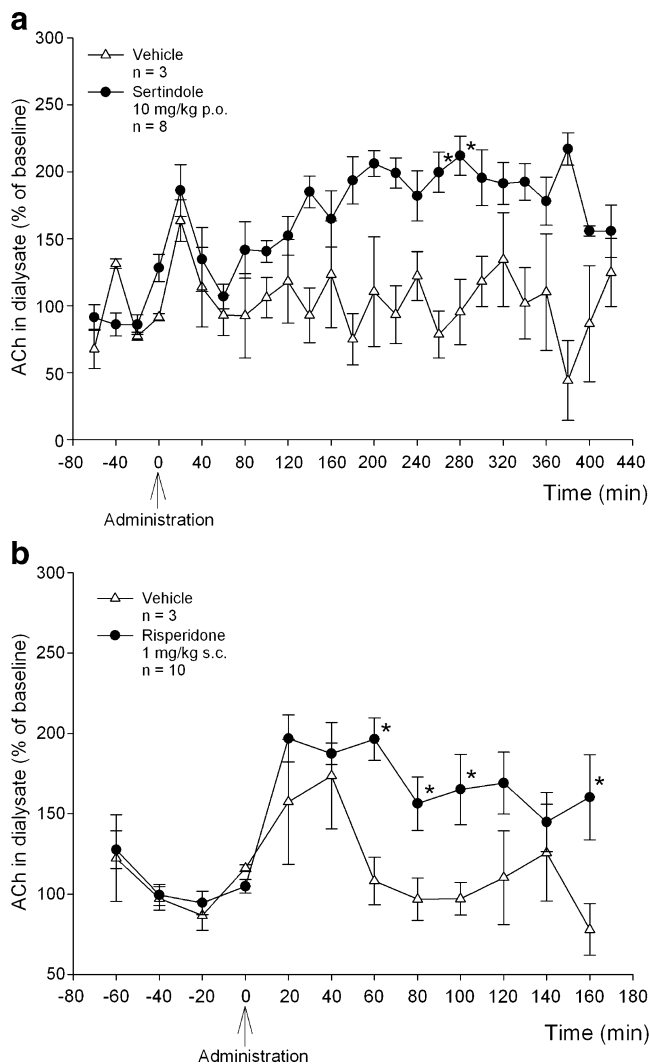 a
300
250
200
150
100
50
0
ACh in dialysate (% of baseline)
Vehicle
n = 3
Sertindole
10 mg/kg p.o.
n = 8
* *
-80 -40 0 40 80 120 160 200 240 280 320 360 400 440
Time (min)
Administration
b
300
250
200
150
100
50
ACh in dialysate (% of baseline)
Vehicle
n = 3
Risperidone
1 mg/kg s.c.
n = 10
* * * *
-80 -60 -40 -20 0 20 40 60 80 100 120 140 160 180
Time (min)
Administration